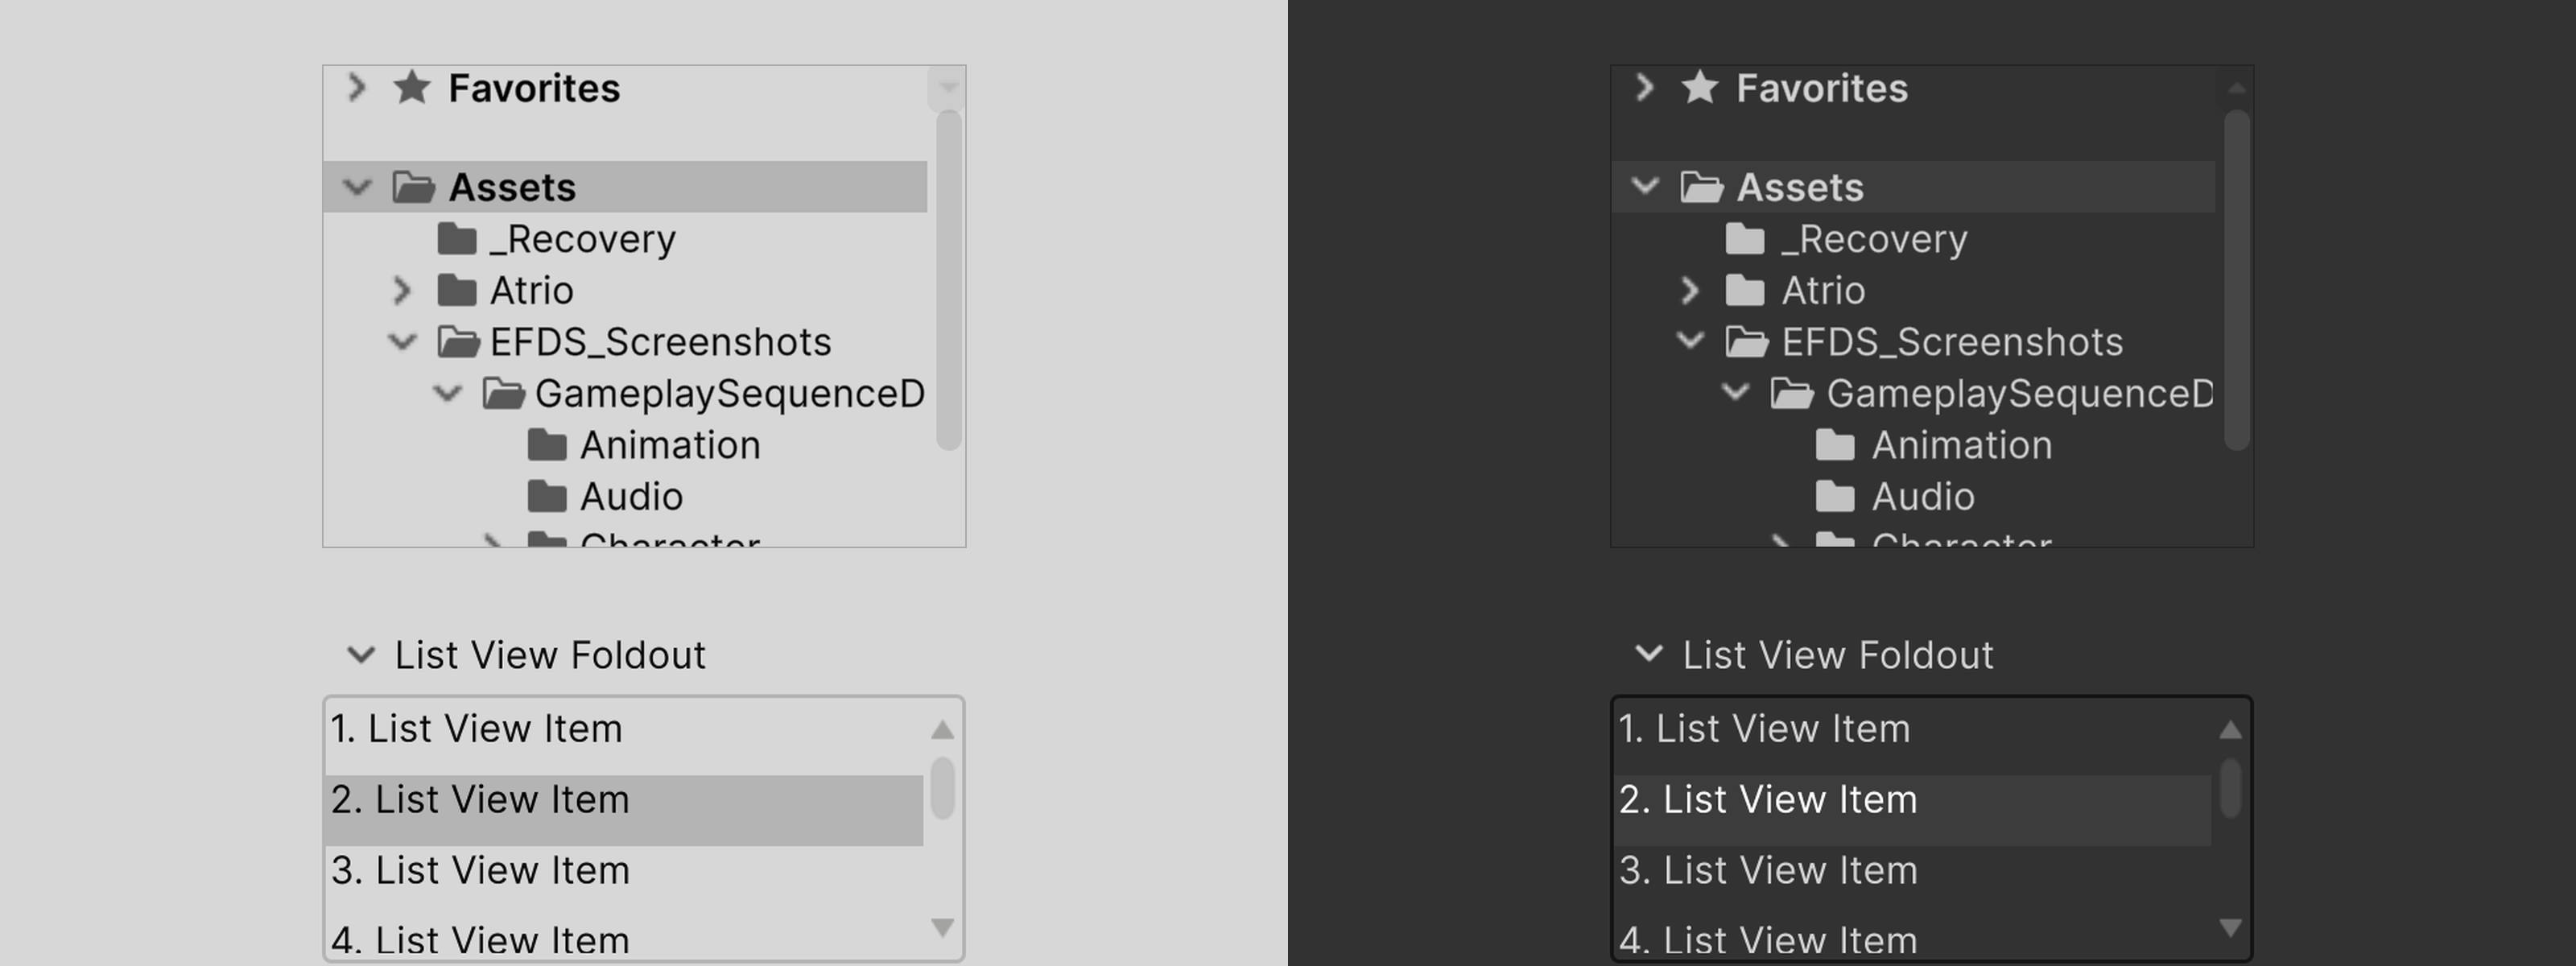 Favorites
Assets
_Recovery
Atrio
EFDS_Screenshots
GameplaySequenceD
Animation
Audio
Character
List View Foldout
1. List View Item
2. List View Item
3. List View Item
4. List View Item
Favorites
Assets
_Recovery
Atrio
EFDS_Screenshots
GameplaySequenceD
Animation
Audio
Character
List View Foldout
1. List View Item
2. List View Item
3. List View Item
4. List View Item